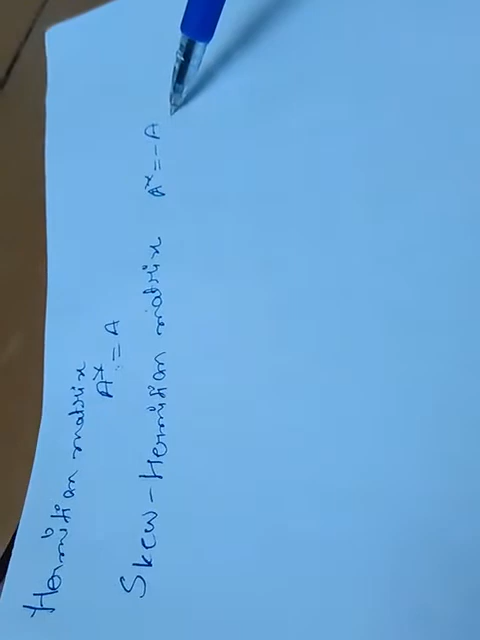 Hermitian matrix
A* = A
Skew-Hermitian matrix A* = -A